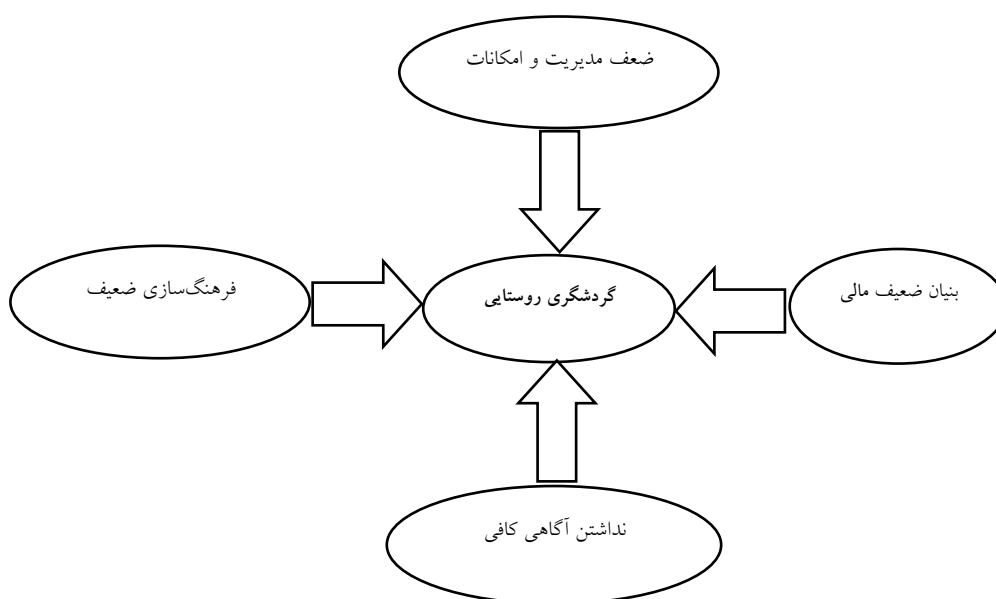 ضعف مدیریت و امکانات
بنیان ضعیف مالی
گردشگری روستایی
فرهنگ‌سازی ضعیف
نداشتن آگاهی کافی